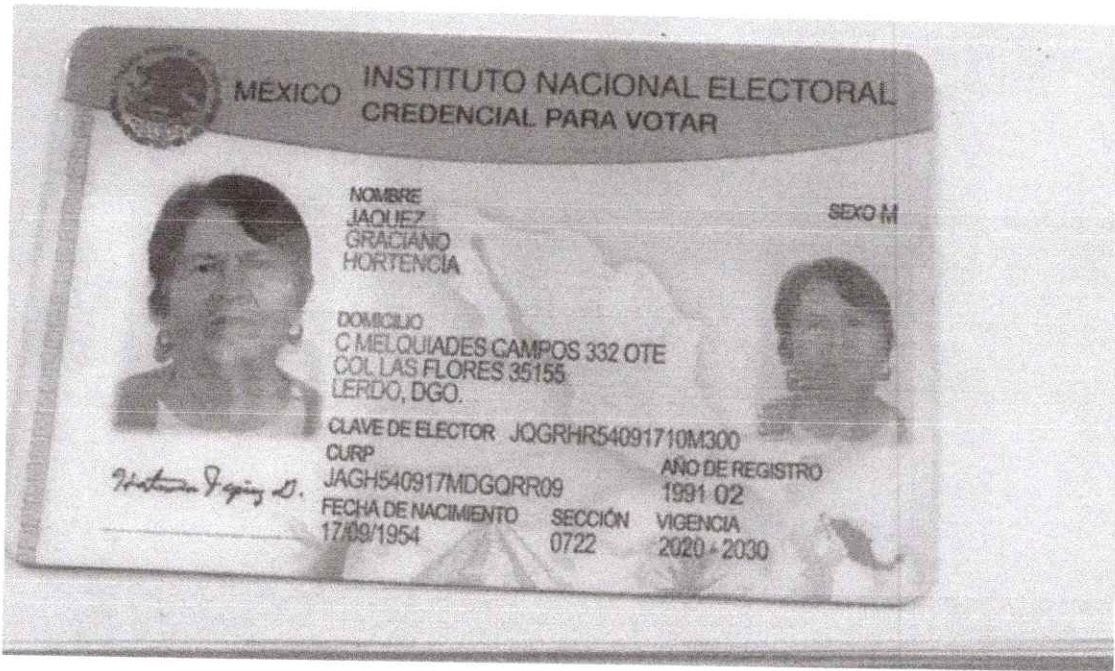 MÉXICO
INSTITUTO NACIONAL ELECTORAL
CREDENCIAL PARA VOTAR
NOMBRE
JAQUEZ
GRACIANO
HORTENCIA
SEXO M
DOMICILIO
C MELQUIADES CAMPOS 332 OTE
COL LAS FLORES 35155
LERDO, DGO.
CLAVE DE ELECTOR JQGRHR54091710M300
CURP
JAGH540917MDGQRR09
AÑO DE REGISTRO
1991 02
FECHA DE NACIMIENTO
17/09/1954
SECCIÓN
0722
VIGENCIA
2020 - 2030